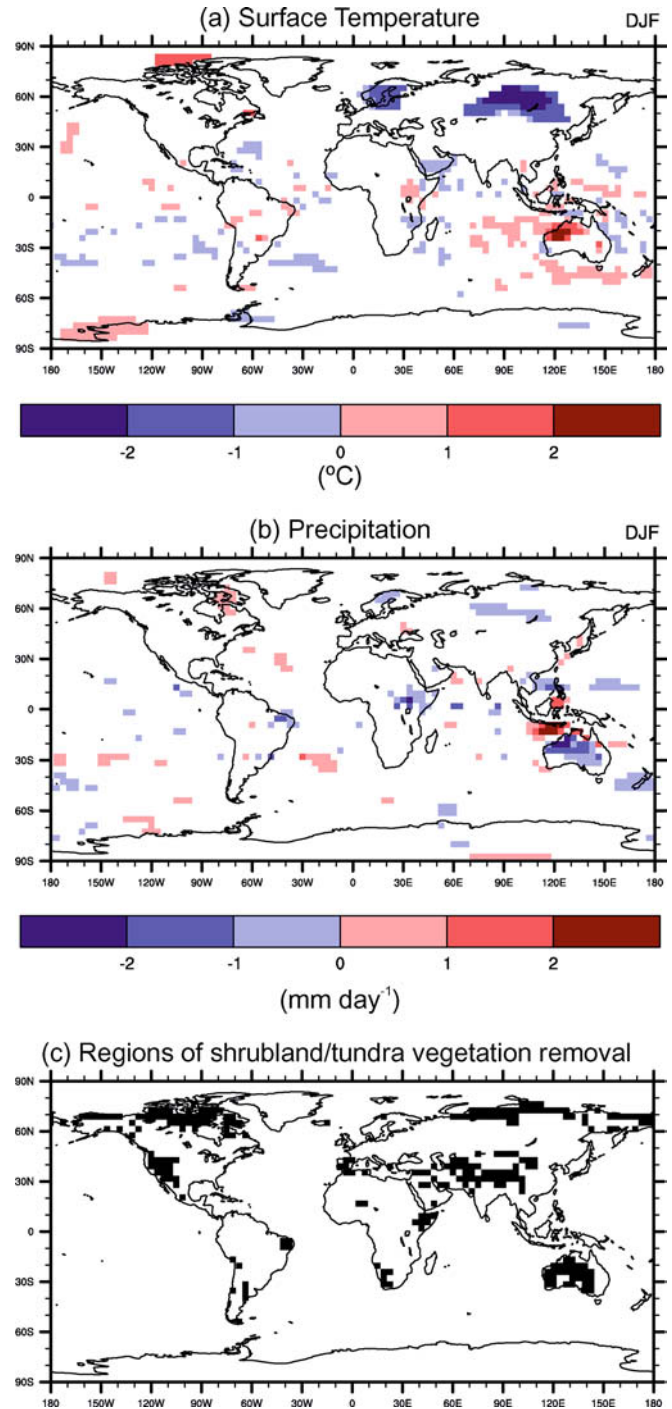 (a) Surface Temperature
DJF
90N
60N
30N
0
30S
60S
90S
180 150W 120W 90W 60W 30W 0 30E 60E 90E 120E 150E 180
-2 -1 0 1 2
(ºC)
(b) Precipitation
DJF
90N
60N
30N
0
30S
60S
90S
180 150W 120W 90W 60W 30W 0 30E 60E 90E 120E 150E 180
-2 -1 0 1 2
(mm day⁻¹)
(c) Regions of shrubland/tundra vegetation removal
90N
60N
30N
0
30S
60S
90S
180 150W 120W 90W 60W 30W 0 30E 60E 90E 120E 150E 180